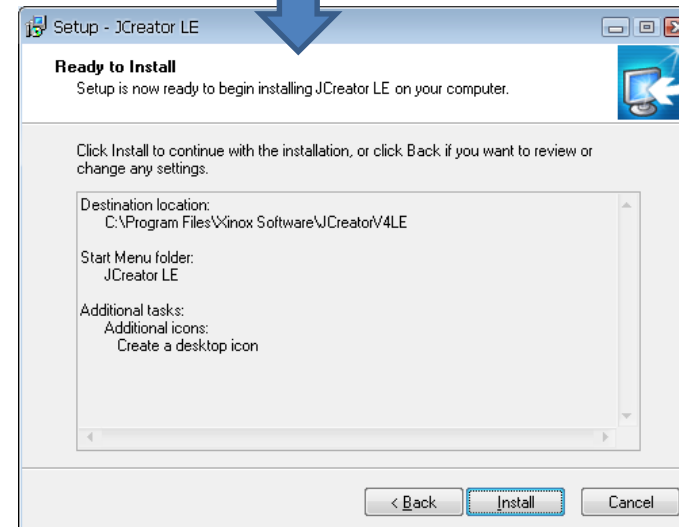 Setup - JCreator LE
Ready to Install
Setup is now ready to begin installing JCreator LE on your computer.
Click Install to continue with the installation, or click Back if you want to review or
change any settings.
Destination location:
C:\Program Files\Xinox Software\JCreatorV4LE
Start Menu folder:
JCreator LE
Additional tasks:
Additional icons:
Create a desktop icon
< Back
Install
Cancel